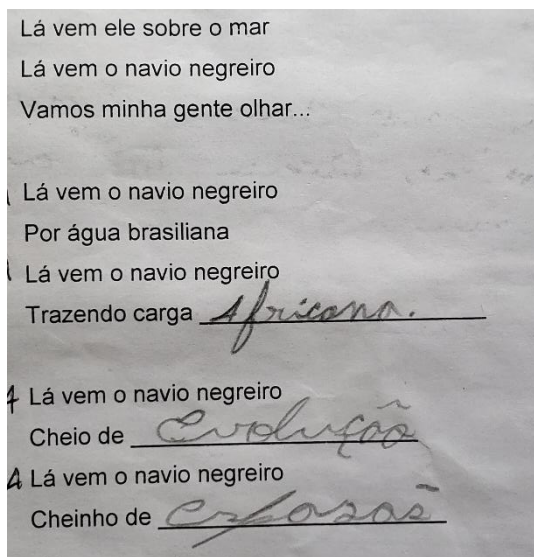 Lá vem ele sobre o mar
Lá vem o navio negreiro
Vamos minha gente olhar...
Lá vem o navio negreiro
Por água brasiliana
Lá vem o navio negreiro
Trazendo carga Africana.
A Lá vem o navio negreiro
Cheio de Evolução
A Lá vem o navio negreiro
Cheinho de